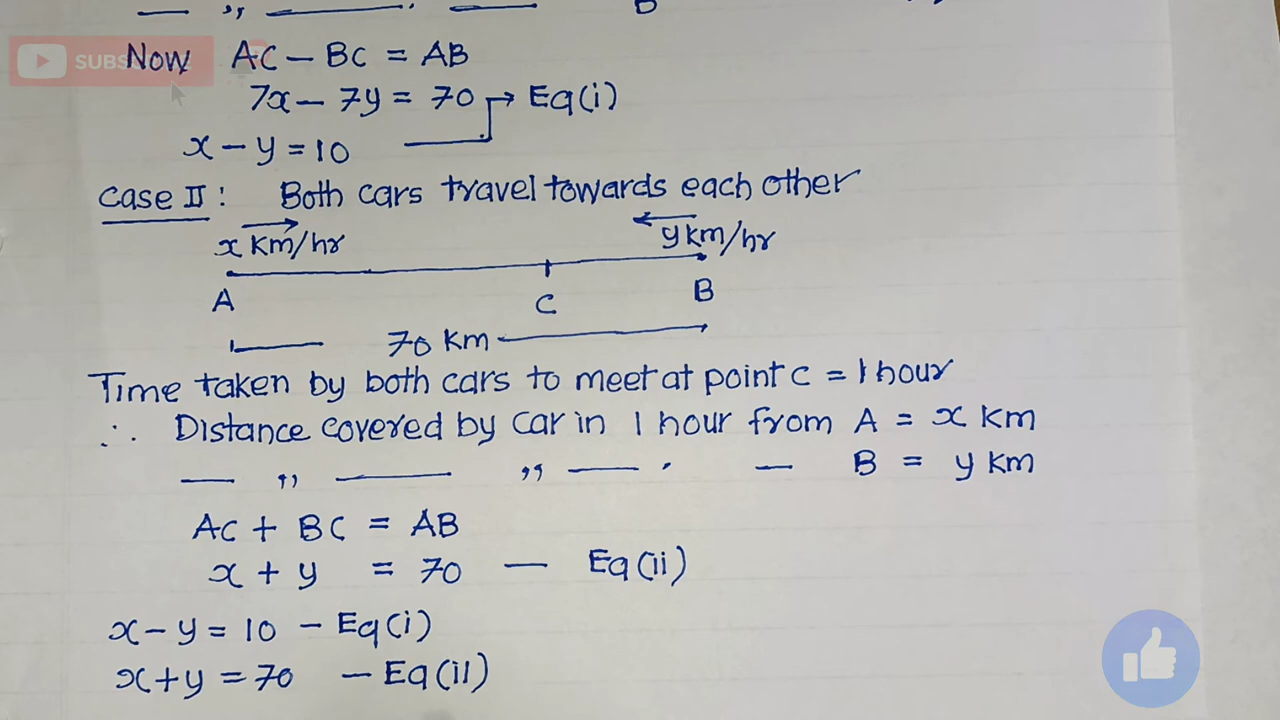 — ,, ——— . —— B
SUBS
Now AC – BC = AB
7x – 7y = 70 → Eq(i)
x – y = 10
Case II : Both cars travel towards each other
x Km/hr y km/hr
A C B
70 Km
Time taken by both cars to meet at point C = 1 hour
∴ Distance covered by car in 1 hour from A = x Km
— ,, ——— ,, —— . — B = y Km
AC + BC = AB
x + y = 70 — Eq(ii)
x – y = 10 – Eq(i)
x + y = 70 – Eq(ii)